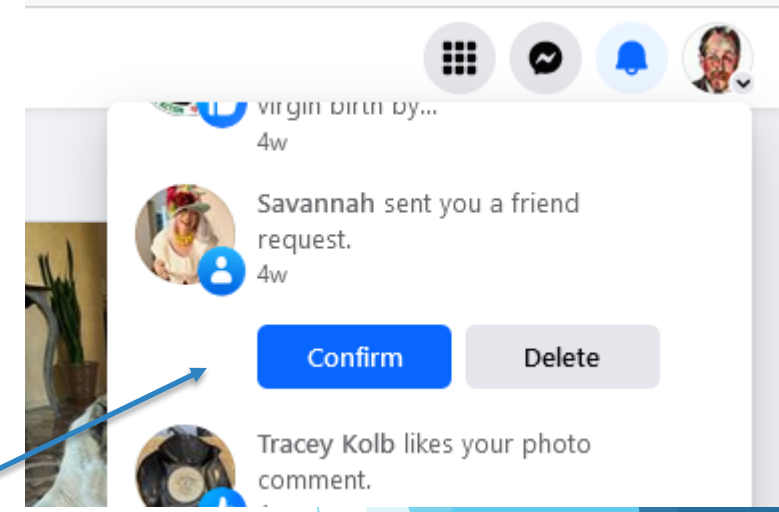 virgin birth by...
4w
Savannah sent you a friend
request.
4w
Confirm
Delete
Tracey Kolb likes your photo
comment.